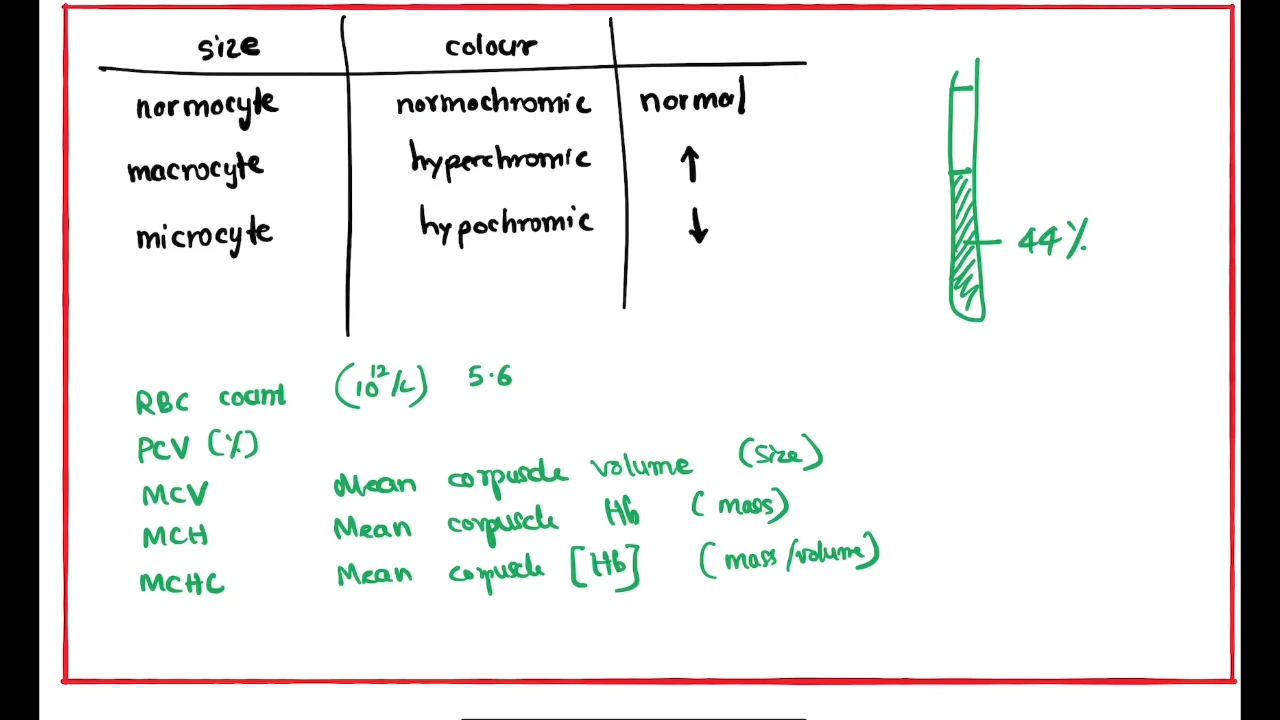 size colour
normocyte normochromic normal
macrocyte hyperchromic ↑
microcyte hypochromic ↓
44%
RBC count (10¹²/L) 5.6
PCV (%)
MCV Mean corpuscle volume (size)
MCH Mean corpuscle Hb (mass)
MCHC Mean corpuscle [Hb] (mass/volume)